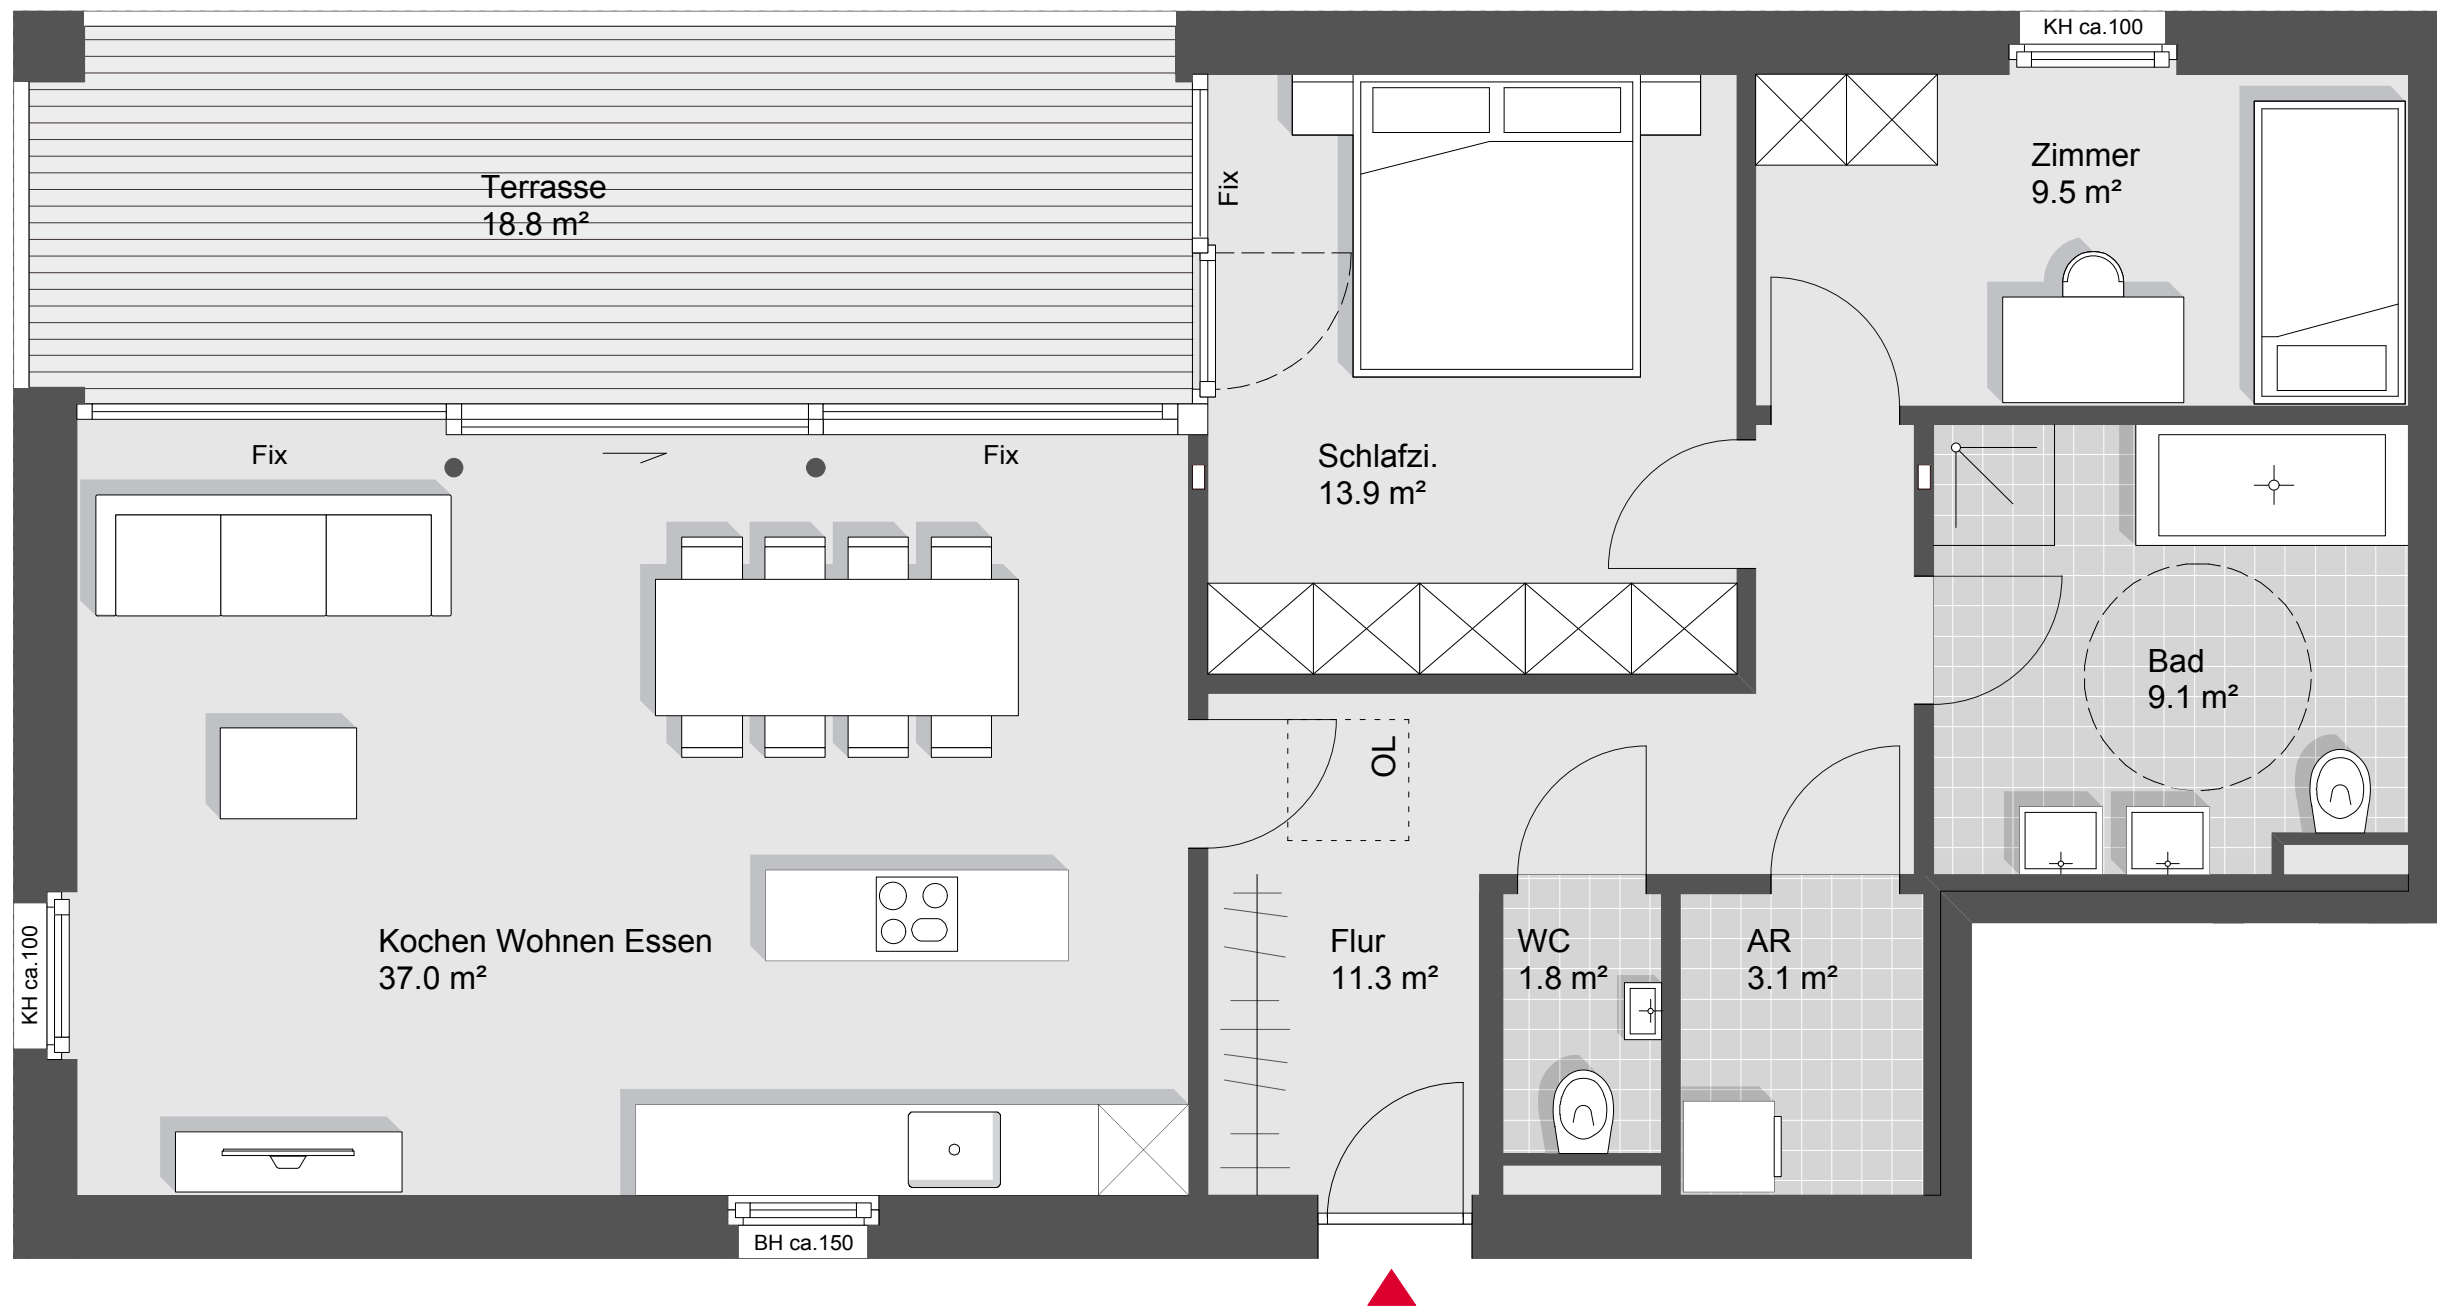 KH ca.100
Terrasse
18.8 m²
Fix
Zimmer
9.5 m²
Fix
Fix
Schlafzi.
13.9 m²
Bad
9.1 m²
OL
Kochen Wohnen Essen
37.0 m²
KH ca.100
Flur
11.3 m²
WC
1.8 m²
AR
3.1 m²
BH ca.150